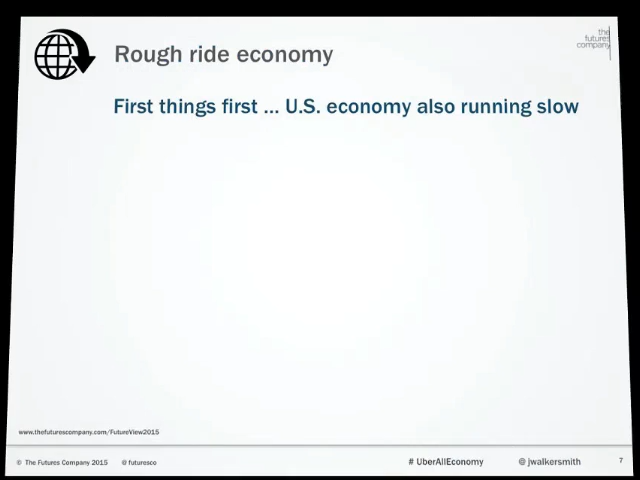 Rough ride economy
the
futures
company
First things first ... U.S. economy also running slow
www.thefuturescompany.com/FutureView2015
© The Futures Company 2015 @ futuresco # UberAllEconomy @ jwalkersmith 7